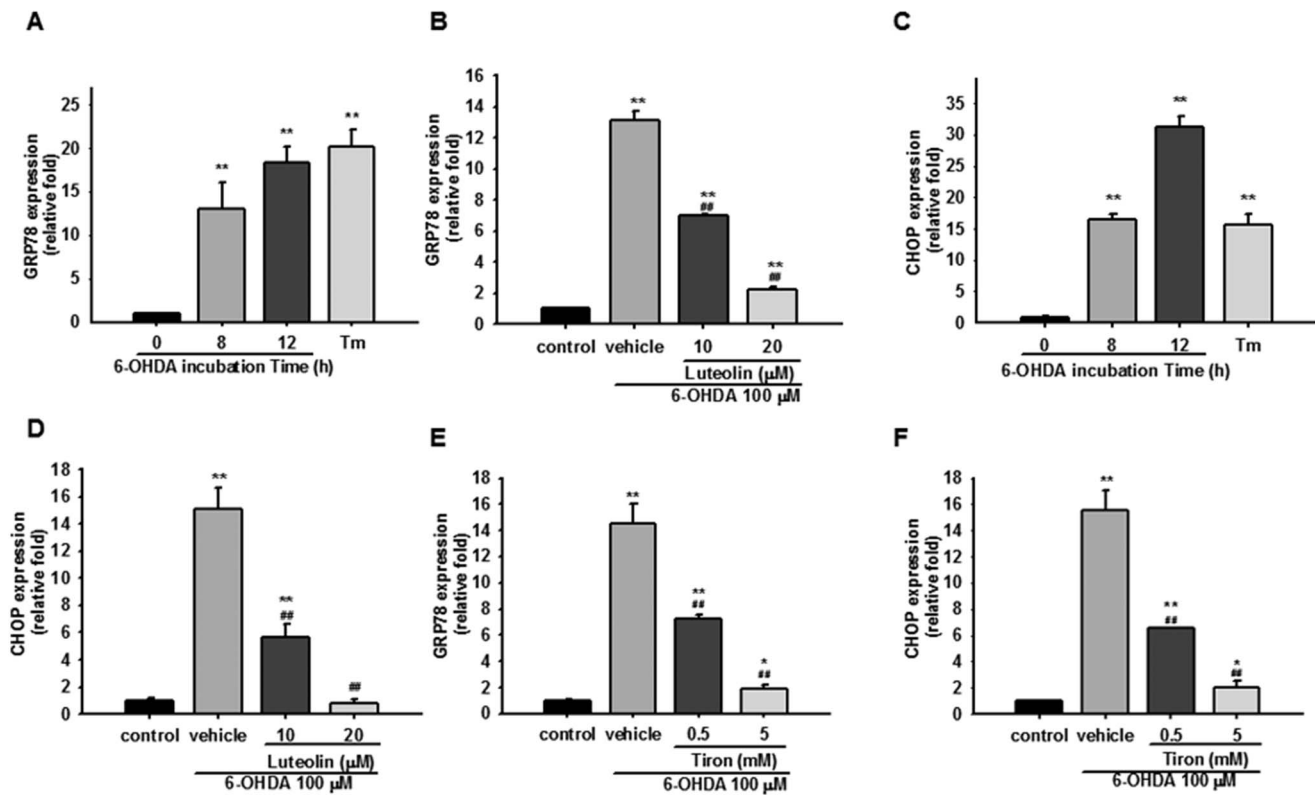 A
GRP78 expression
(relative fold)
25
20
15
10
5
0
**
**
**
0 8 12 Tm
6-OHDA incubation Time (h)
B
GRP78 expression
(relative fold)
16
14
12
10
8
6
4
2
0
**
**
##
**
##
control vehicle 10 20
Luteolin (µM)
6-OHDA 100 µM
C
CHOP expression
(relative fold)
35
30
25
20
15
10
5
0
**
**
**
0 8 12 Tm
6-OHDA incubation Time (h)
D
CHOP expression
(relative fold)
18
16
14
12
10
8
6
4
2
0
**
**
##
##
control vehicle 10 20
Luteolin (µM)
6-OHDA 100 µM
E
GRP78 expression
(relative fold)
18
16
14
12
10
8
6
4
2
0
**
**
##
*
##
control vehicle 0.5 5
Tiron (mM)
6-OHDA 100 µM
F
CHOP expression
(relative fold)
18
16
14
12
10
8
6
4
2
0
**
**
##
*
##
control vehicle 0.5 5
Tiron (mM)
6-OHDA 100 µM